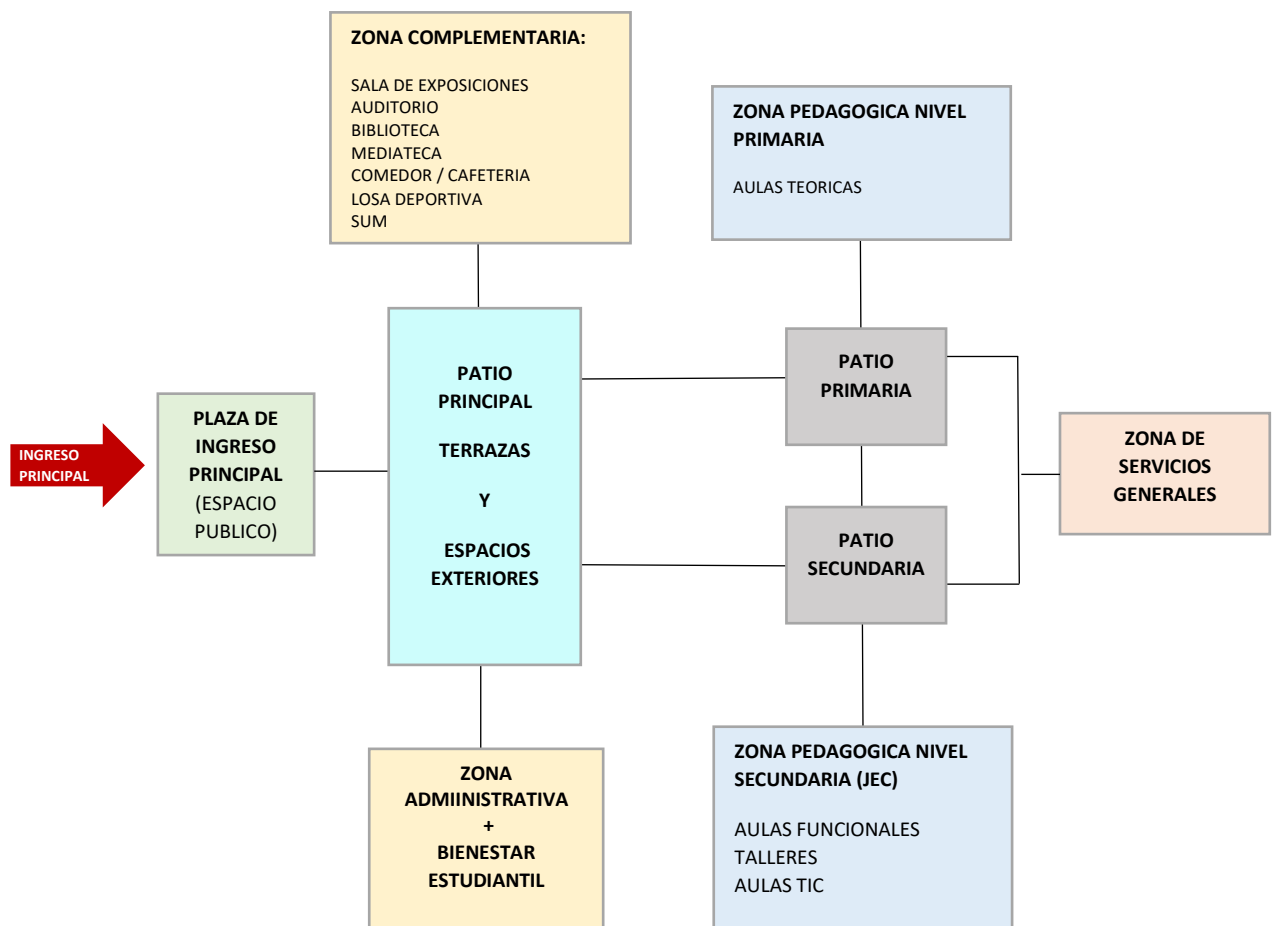 ZONA COMPLEMENTARIA:
SALA DE EXPOSICIONES
AUDITORIO
BIBLIOTECA
MEDIATECA
COMEDOR / CAFETERIA
LOSA DEPORTIVA
SUM
ZONA PEDAGOGICA NIVEL
PRIMARIA
AULAS TEORICAS
INGRESO
PRINCIPAL
PLAZA DE
INGRESO
PRINCIPAL
(ESPACIO
PUBLICO)
PATIO
PRINCIPAL
TERRAZAS
Y
ESPACIOS
EXTERIORES
PATIO
PRIMARIA
PATIO
SECUNDARIA
ZONA DE
SERVICIOS
GENERALES
ZONA
ADMIINISTRATIVA
+
BIENESTAR
ESTUDIANTIL
ZONA PEDAGOGICA NIVEL
SECUNDARIA (JEC)
AULAS FUNCIONALES
TALLERES
AULAS TIC